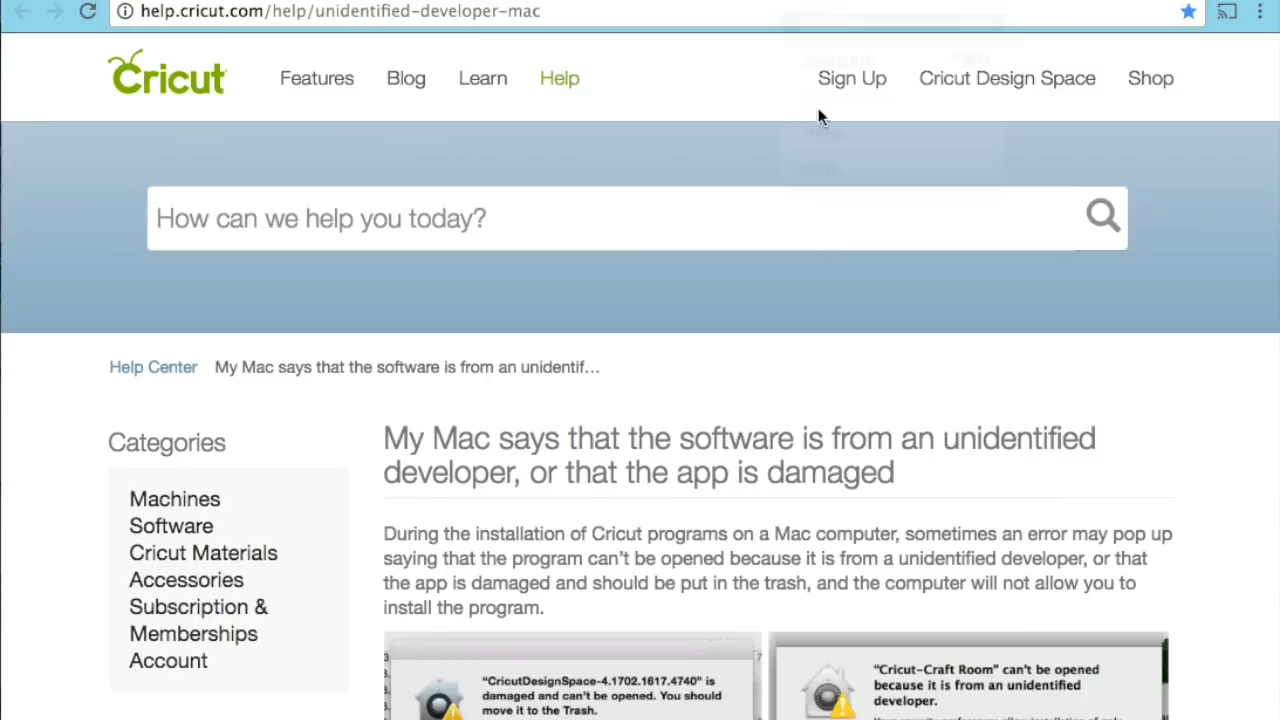 help.cricut.com/help/unidentified-developer-mac
Cricut Features Blog Learn Help Sign Up Cricut Design Space Shop
How can we help you today?
Help Center My Mac says that the software is from an unidentif…
Categories
Machines
Software
Cricut Materials
Accessories
Subscription &
Memberships
Account
My Mac says that the software is from an unidentified
developer, or that the app is damaged
During the installation of Cricut programs on a Mac computer, sometimes an error may pop up
saying that the program can’t be opened because it is from a unidentified developer, or that
the app is damaged and should be put in the trash, and the computer will not allow you to
install the program.
“CricutDesignSpace-4.1702.1617.4740” is
damaged and can’t be opened. You should
move it to the Trash.
“Cricut-Craft Room” can’t be opened
because it is from an unidentified
developer.